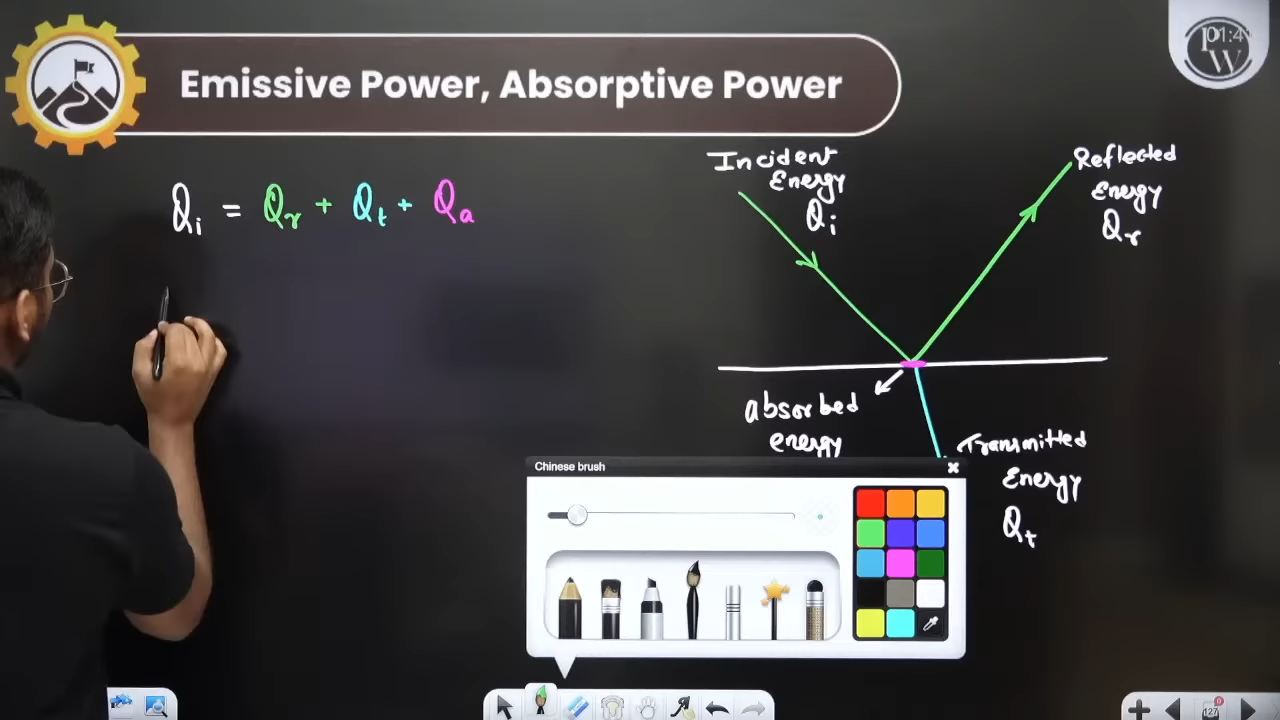 Emissive Power, Absorptive Power
Qi = Qr + Qt + Qa
Incident
Energy
Qi
Reflected
Energy
Qr
absorbed
energy
Transmitted
Energy
Qt
Chinese brush
127